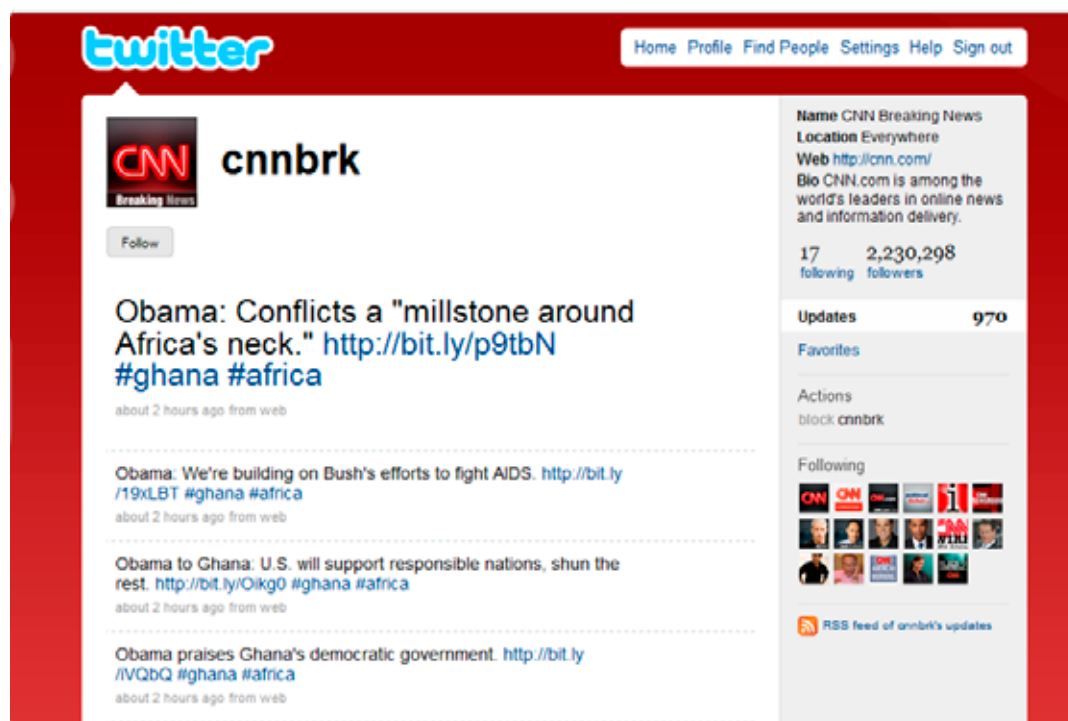 twitter
Home Profile Find People Settings Help Sign out
CNN
Breaking News
cnnbrk
Follow
Obama: Conflicts a "millstone around
Africa's neck." http://bit.ly/p9tbN
#ghana #africa
about 2 hours ago from web
Obama: We're building on Bush's efforts to fight AIDS. http://bit.ly
/19xLBT #ghana #africa
about 2 hours ago from web
Obama to Ghana: U.S. will support responsible nations, shun the
rest. http://bit.ly/Oikg0 #ghana #africa
about 2 hours ago from web
Obama praises Ghana's democratic government. http://bit.ly
/iVQbQ #ghana #africa
about 2 hours ago from web
Name CNN Breaking News
Location Everywhere
Web http://cnn.com/
Bio CNN.com is among the
world's leaders in online news
and information delivery.
17 2,230,298
following followers
Updates 970
Favorites
Actions
block cnnbrk
Following
CNN CNN
RSS feed of cnnbrk's updates